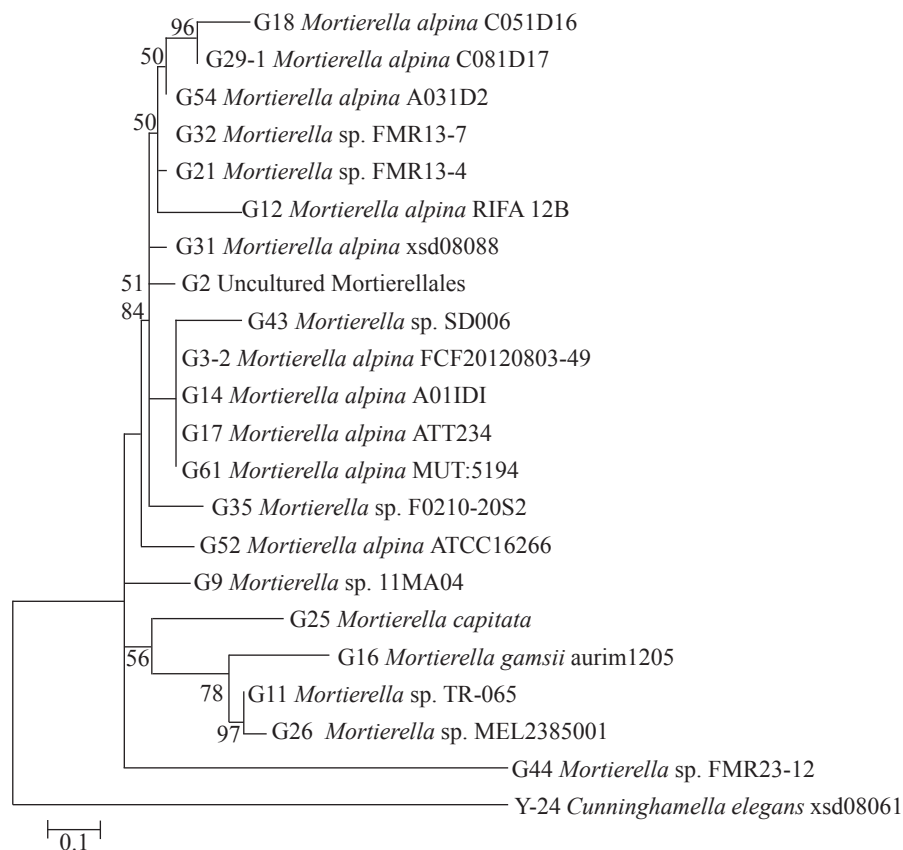 G18 Mortierella alpina C051D16
96
G29-1 Mortierella alpina C081D17
50
G54 Mortierella alpina A031D2
50
G32 Mortierella sp. FMR13-7
G21 Mortierella sp. FMR13-4
G12 Mortierella alpina RIFA 12B
G31 Mortierella alpina xsd08088
51
G2 Uncultured Mortierellales
84
G43 Mortierella sp. SD006
G3-2 Mortierella alpina FCF20120803-49
G14 Mortierella alpina A01IDI
G17 Mortierella alpina ATT234
G61 Mortierella alpina MUT:5194
G35 Mortierella sp. F0210-20S2
G52 Mortierella alpina ATCC16266
G9 Mortierella sp. 11MA04
G25 Mortierella capitata
56
G16 Mortierella gamsii aurim1205
78
G11 Mortierella sp. TR-065
97
G26 Mortierella sp. MEL2385001
G44 Mortierella sp. FMR23-12
Y-24 Cunninghamella elegans xsd08061
0.1